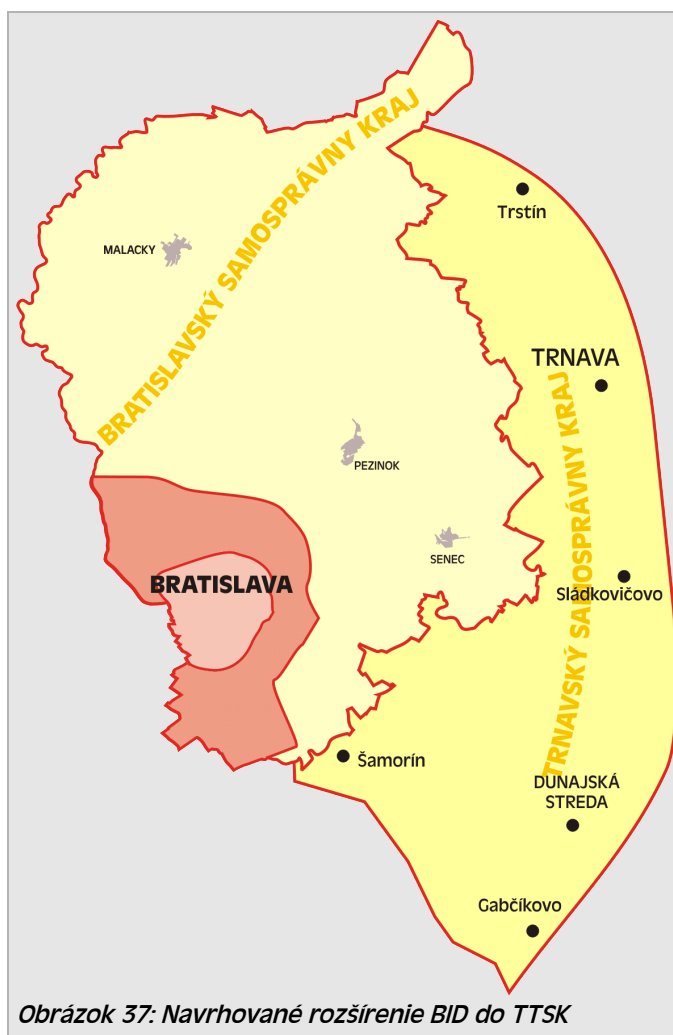 BRATISLAVSKÝ SAMOSPRÁVNY KRAJ
Trstín
MALACKY
TRNAVA
TRNAVSKÝ SAMOSPRÁVNY KRAJ
PEZINOK
SENEC
BRATISLAVA
Sládkovičovo
Šamorín
DUNAJSKÁ
STREDA
Gabčíkovo
Obrázok 37: Navrhované rozšírenie BID do TTSK